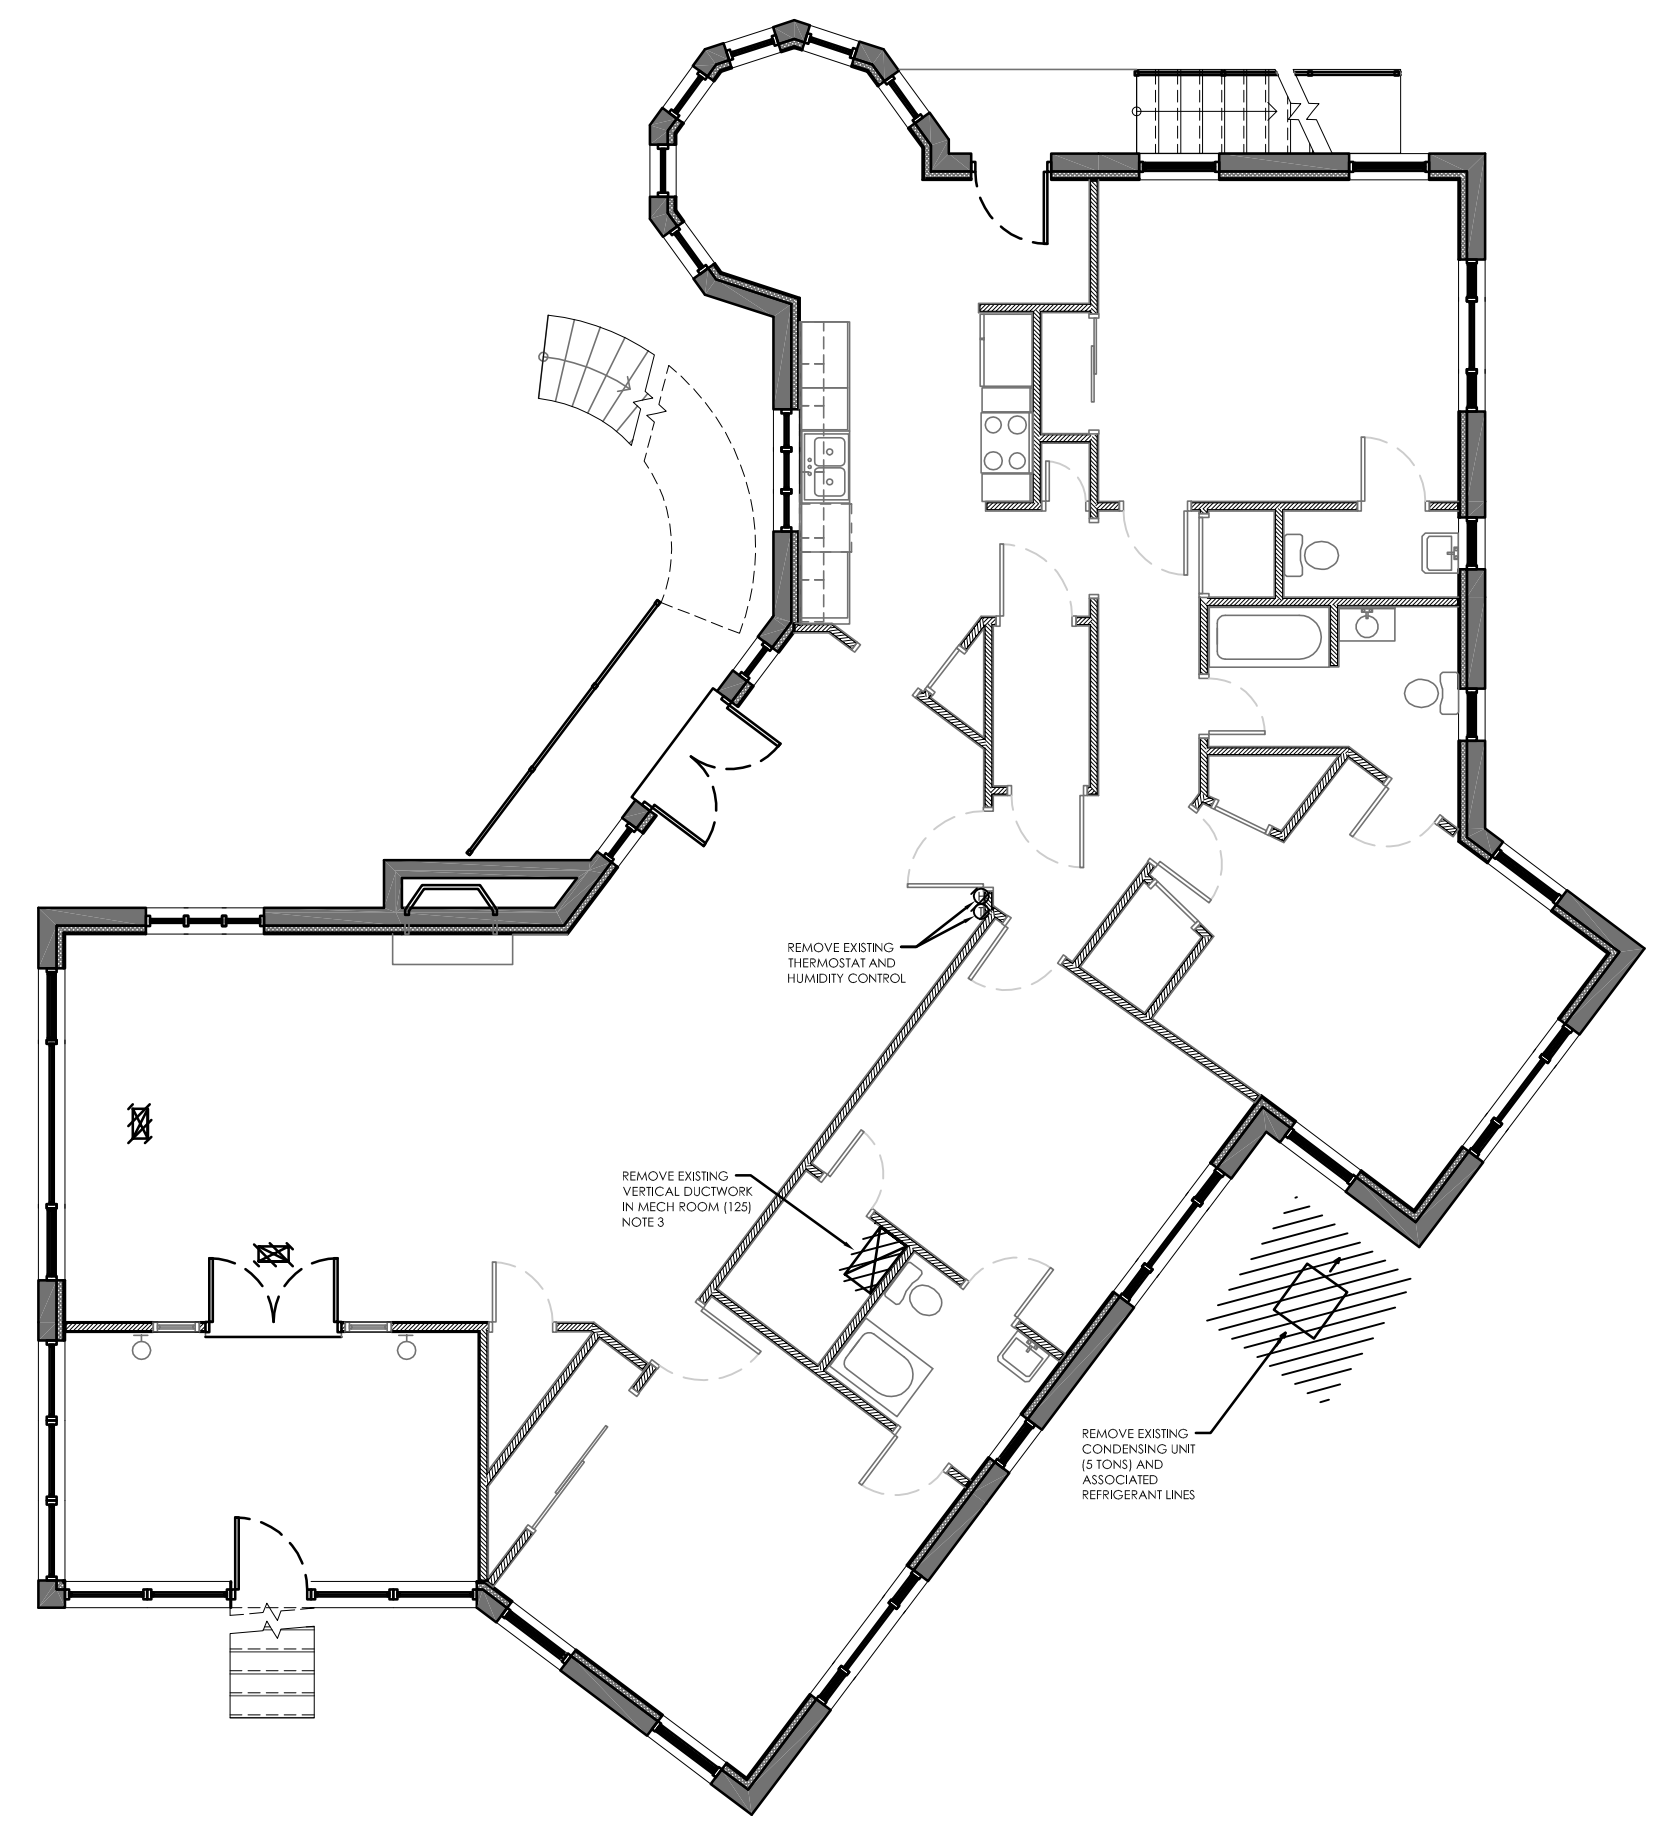 REMOVE EXISTING
THERMOSTAT AND
HUMIDITY CONTROL
REMOVE EXISTING
VERTICAL DUCTWORK
IN MECH ROOM (125)
NOTE 3
REMOVE EXISTING
CONDENSING UNIT
(5 TONS) AND
ASSOCIATED
REFRIGERANT LINES